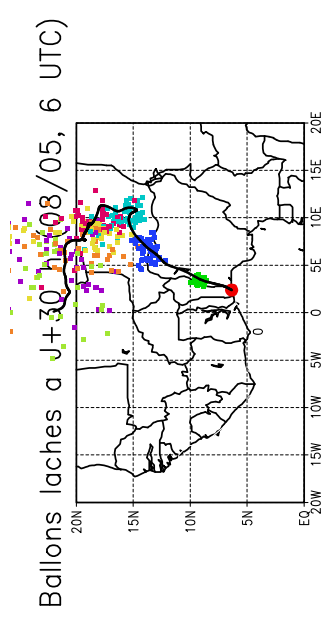 Ballons laches a J+30 (08/05, 6 UTC)
20N
15N
10N
5N
EQ
20W
15W
10W
5W
0
5E
10E
15E
20E
0